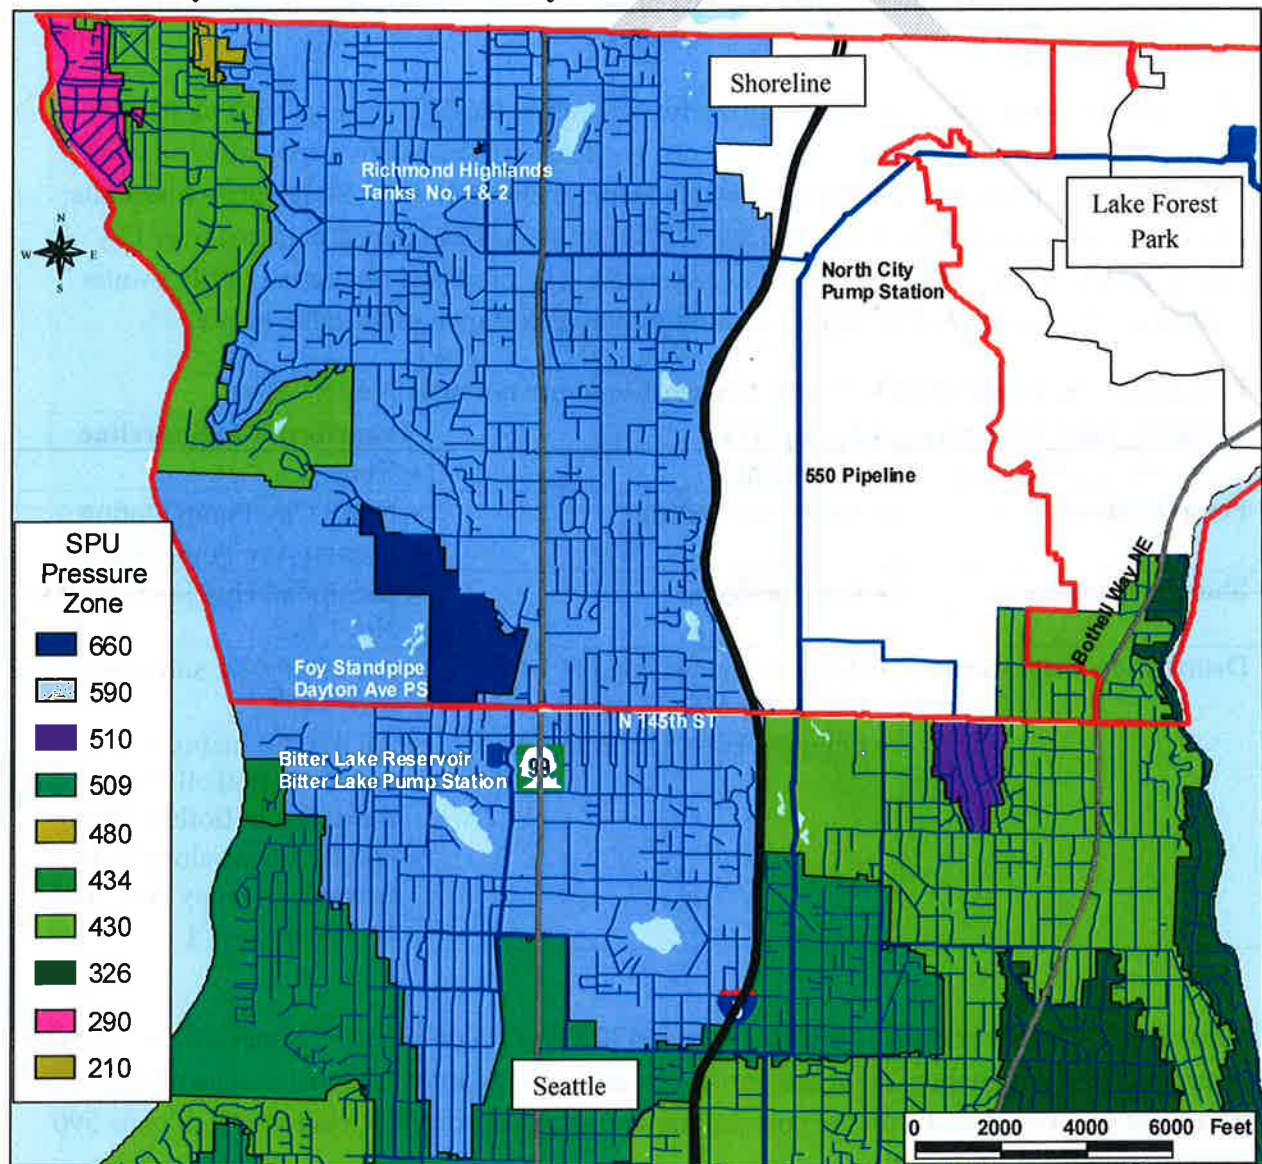 Shoreline
Richmond Highlands
Tanks No. 1 & 2
Lake Forest
Park
N
W E
S
North City
Pump Station
550 Pipeline
SPU
Pressure
Zone
660
590
510
509
480
434
430
326
290
210
Bothell Way NE
Foy Standpipe
Dayton Ave PS
N 145th ST
Bitter Lake Reservoir
Bitter Lake Pump Station
99
5
Seattle
0 2000 4000 6000 Feet